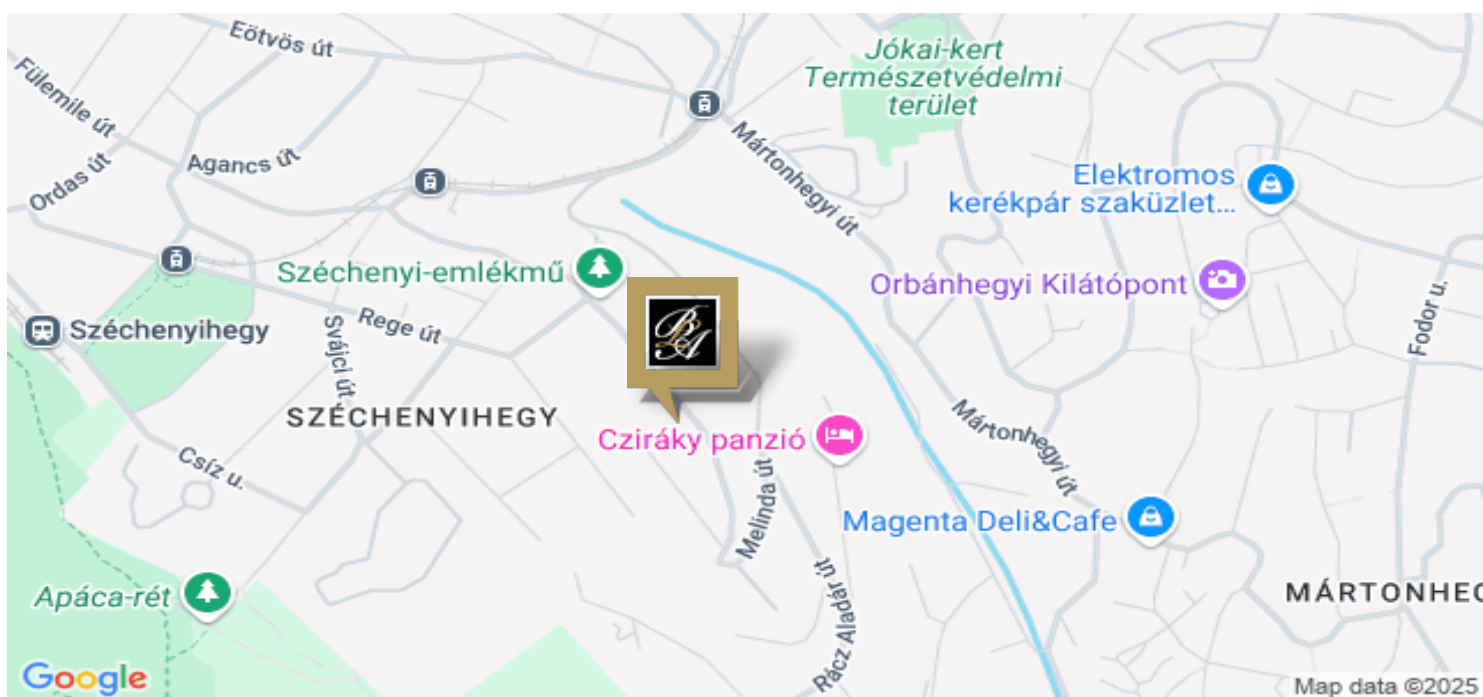 Eötvös út
Fülemile út
Jókai-kert
Természetvédelmi
terület
Mártonhegyi út
Agancs út
Ordas út
Elektromos
kerékpár szaküzlet...
Széchenyi-emlékmű
Orbánhegyi Kilátópont
Rege út
Széchenyihegy
Svájci út
Fodor u.
BLA
SZÉCHENYIHEGY
Cziráky panzió
Mártonhegyi út
Csíz u.
Melinda út
Magenta Deli&Cafe
Apáca-rét
Rácz Aladár út
MÁRTONHEG
Google
Map data ©2025